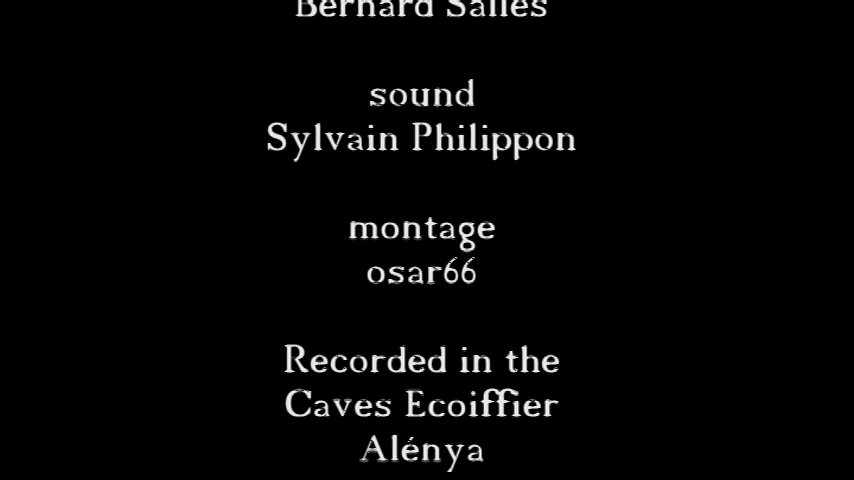 Bernard Salles
sound
Sylvain Philippon
montage
osar66
Recorded in the
Caves Ecoiffier
Alénya